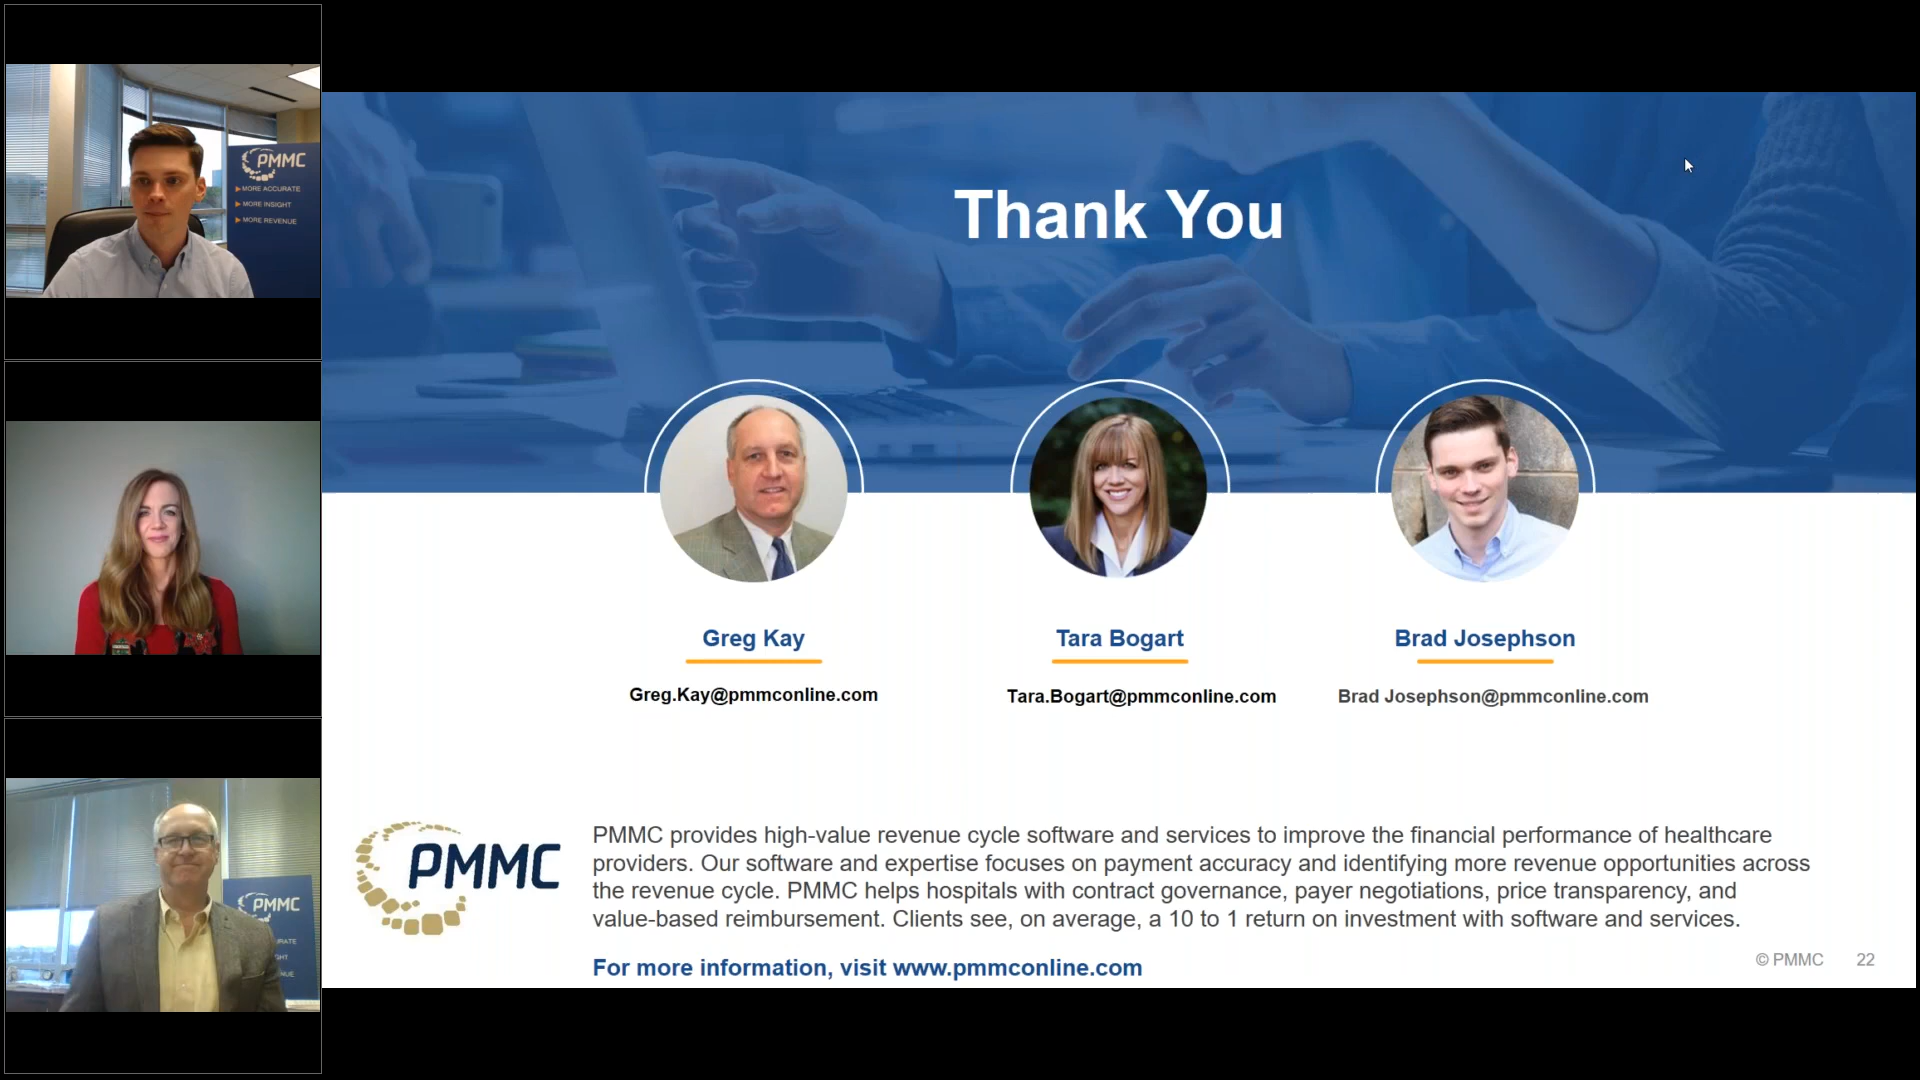 PMMC
MORE ACCURATE
MORE INSIGHT
MORE REVENUE
PMMC
URATE
GHT
NUE
Thank You
Greg Kay
Greg.Kay@pmmconline.com
Tara Bogart
Tara.Bogart@pmmconline.com
Brad Josephson
Brad Josephson@pmmconline.com
PMMC
PMMC provides high-value revenue cycle software and services to improve the financial performance of healthcare
providers. Our software and expertise focuses on payment accuracy and identifying more revenue opportunities across
the revenue cycle. PMMC helps hospitals with contract governance, payer negotiations, price transparency, and
value-based reimbursement. Clients see, on average, a 10 to 1 return on investment with software and services.
For more information, visit www.pmmconline.com
© PMMC 22